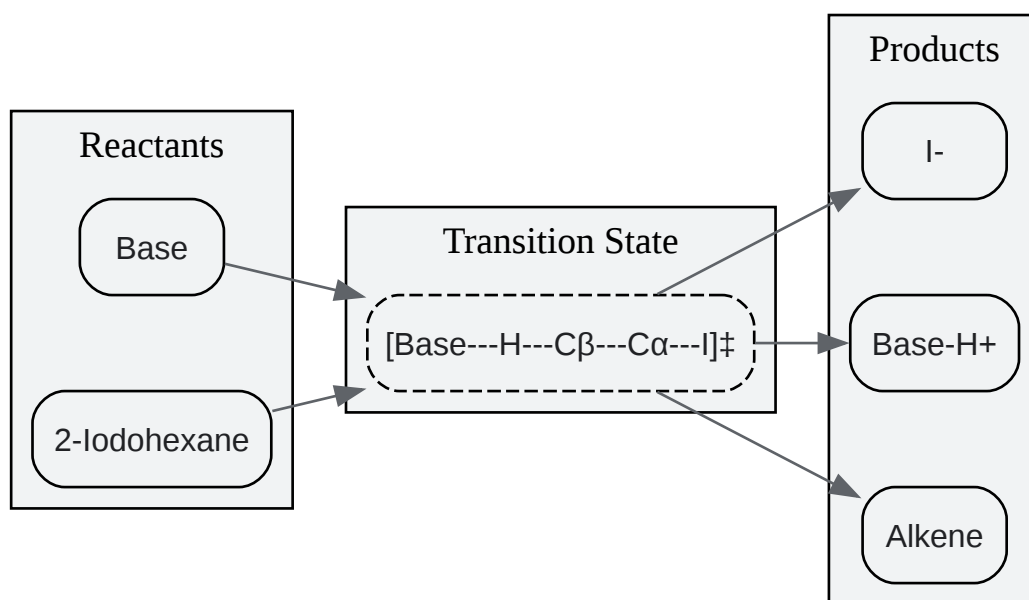 Reactants
Base
2-Iodohexane
Transition State
[Base---H---Cβ---Cα---I]‡
Products
I-
Base-H+
Alkene